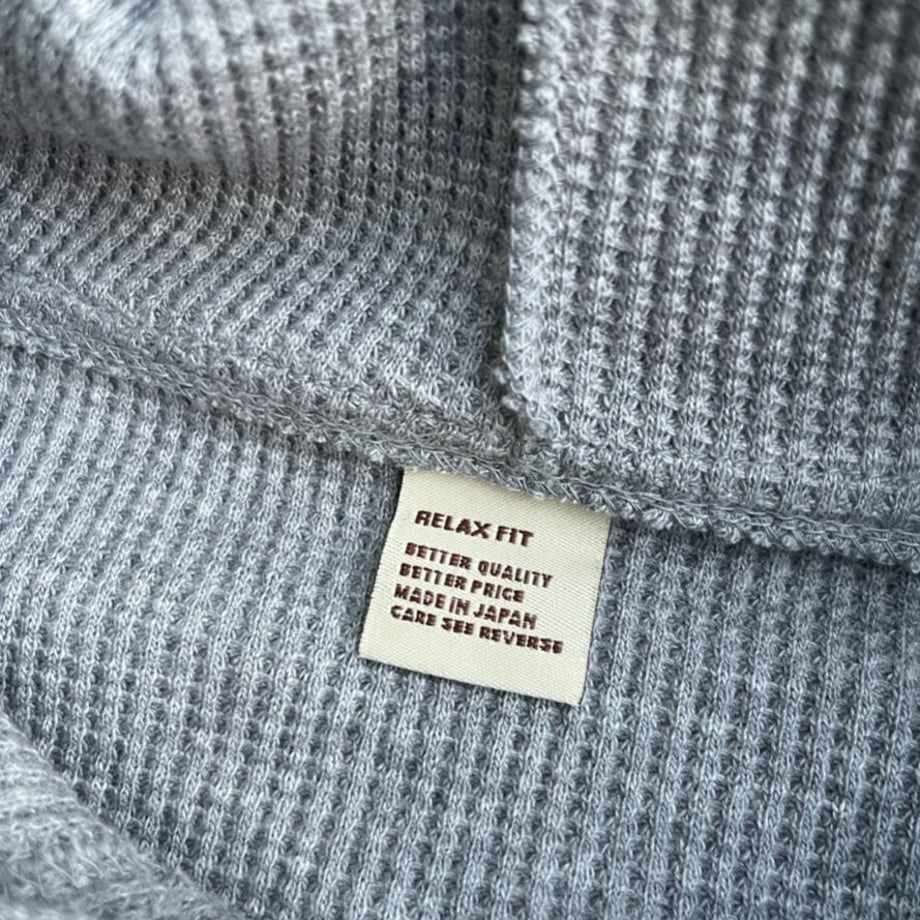 RELAX FIT
BETTER QUALITY
BETTER PRICE
MADE IN JAPAN
CARE SEE REVERSE